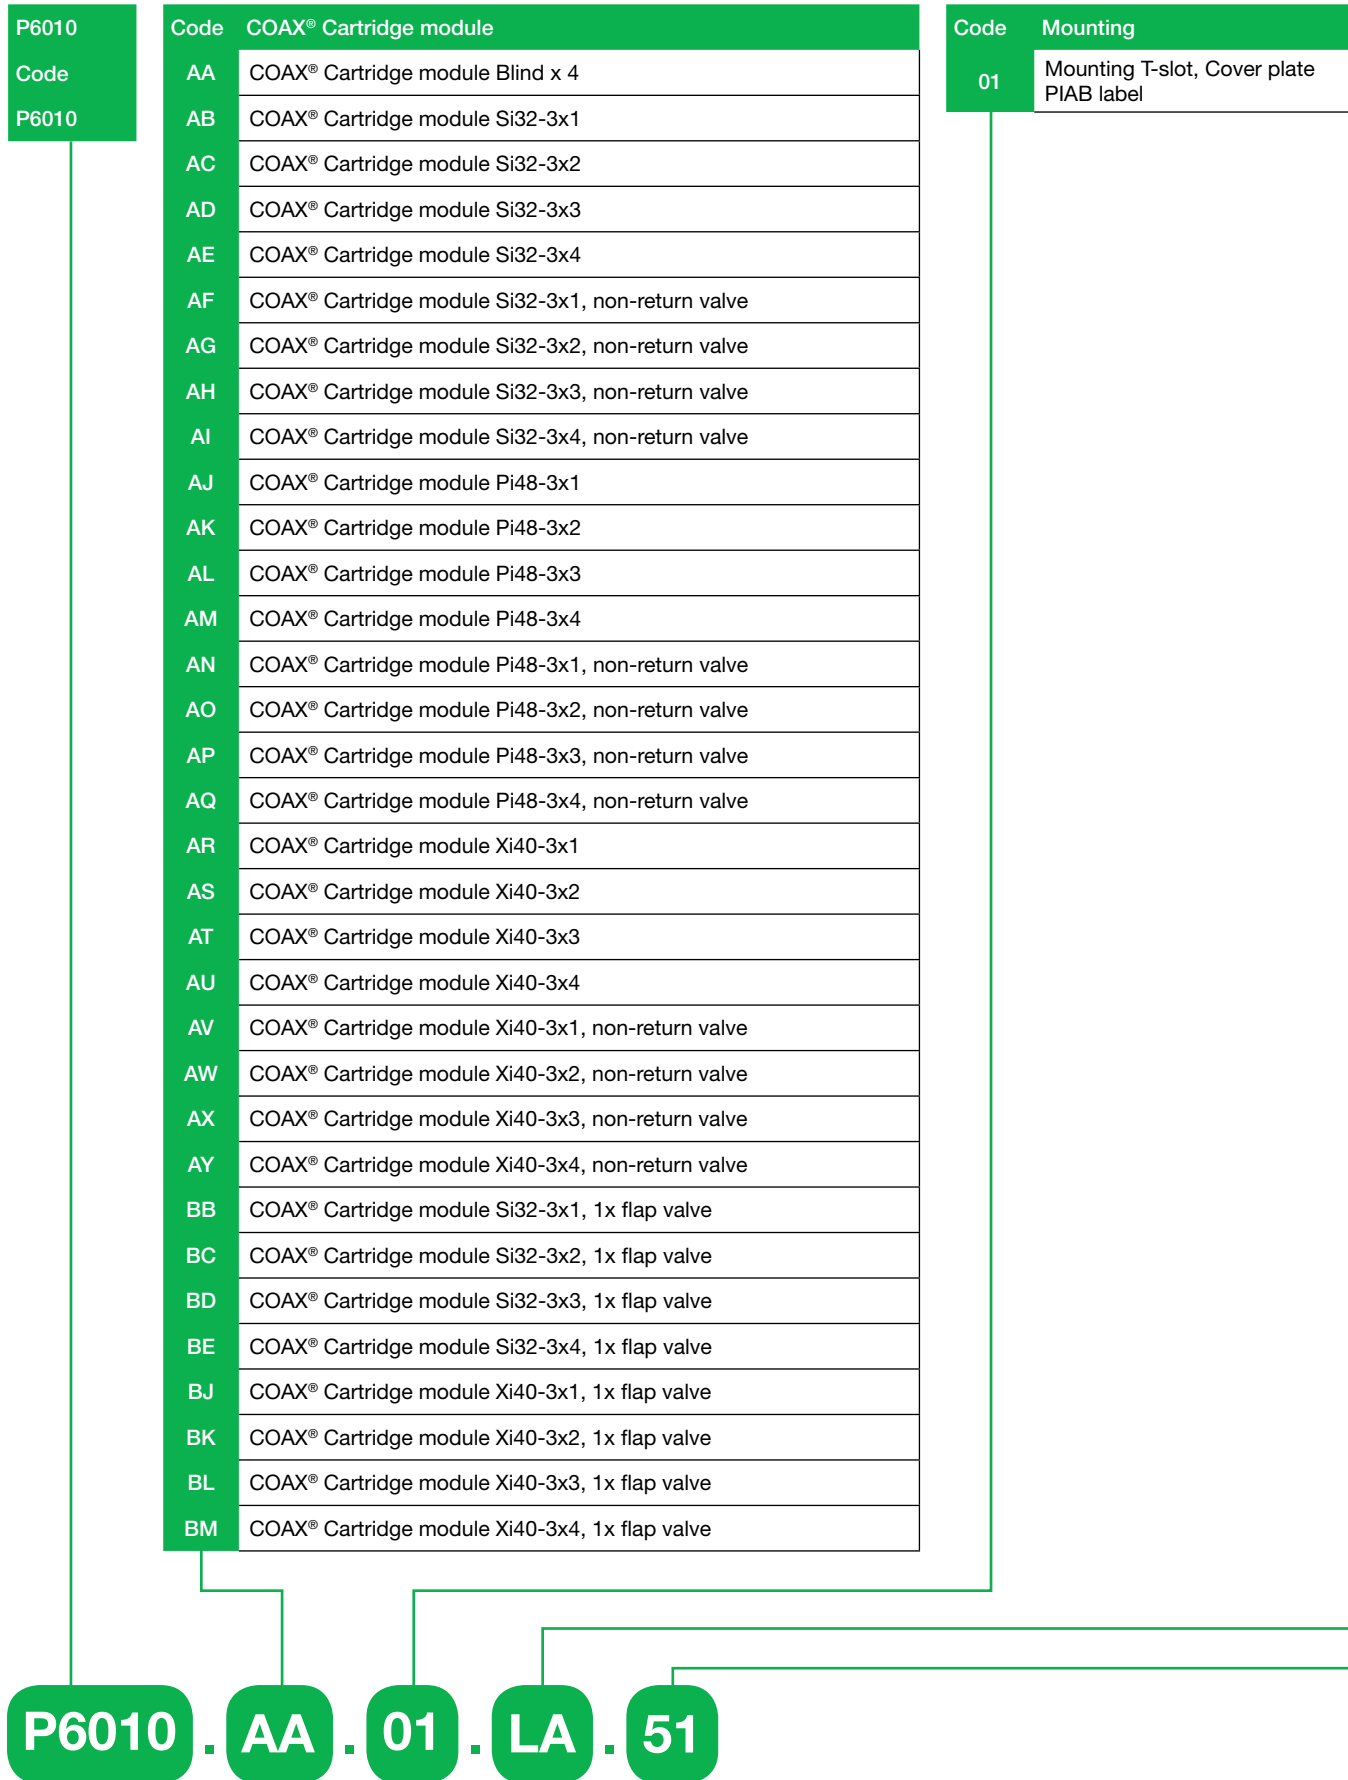 P6010
Code
P6010
Code COAX® Cartridge module
AA COAX® Cartridge module Blind x 4
AB COAX® Cartridge module Si32-3x1
AC COAX® Cartridge module Si32-3x2
AD COAX® Cartridge module Si32-3x3
AE COAX® Cartridge module Si32-3x4
AF COAX® Cartridge module Si32-3x1, non-return valve
AG COAX® Cartridge module Si32-3x2, non-return valve
AH COAX® Cartridge module Si32-3x3, non-return valve
AI COAX® Cartridge module Si32-3x4, non-return valve
AJ COAX® Cartridge module Pi48-3x1
AK COAX® Cartridge module Pi48-3x2
AL COAX® Cartridge module Pi48-3x3
AM COAX® Cartridge module Pi48-3x4
AN COAX® Cartridge module Pi48-3x1, non-return valve
AO COAX® Cartridge module Pi48-3x2, non-return valve
AP COAX® Cartridge module Pi48-3x3, non-return valve
AQ COAX® Cartridge module Pi48-3x4, non-return valve
AR COAX® Cartridge module Xi40-3x1
AS COAX® Cartridge module Xi40-3x2
AT COAX® Cartridge module Xi40-3x3
AU COAX® Cartridge module Xi40-3x4
AV COAX® Cartridge module Xi40-3x1, non-return valve
AW COAX® Cartridge module Xi40-3x2, non-return valve
AX COAX® Cartridge module Xi40-3x3, non-return valve
AY COAX® Cartridge module Xi40-3x4, non-return valve
BB COAX® Cartridge module Si32-3x1, 1x flap valve
BC COAX® Cartridge module Si32-3x2, 1x flap valve
BD COAX® Cartridge module Si32-3x3, 1x flap valve
BE COAX® Cartridge module Si32-3x4, 1x flap valve
BJ COAX® Cartridge module Xi40-3x1, 1x flap valve
BK COAX® Cartridge module Xi40-3x2, 1x flap valve
BL COAX® Cartridge module Xi40-3x3, 1x flap valve
BM COAX® Cartridge module Xi40-3x4, 1x flap valve
Code Mounting
01 Mounting T-slot, Cover plate
PIAB label
P6010 . AA . 01 . LA . 51